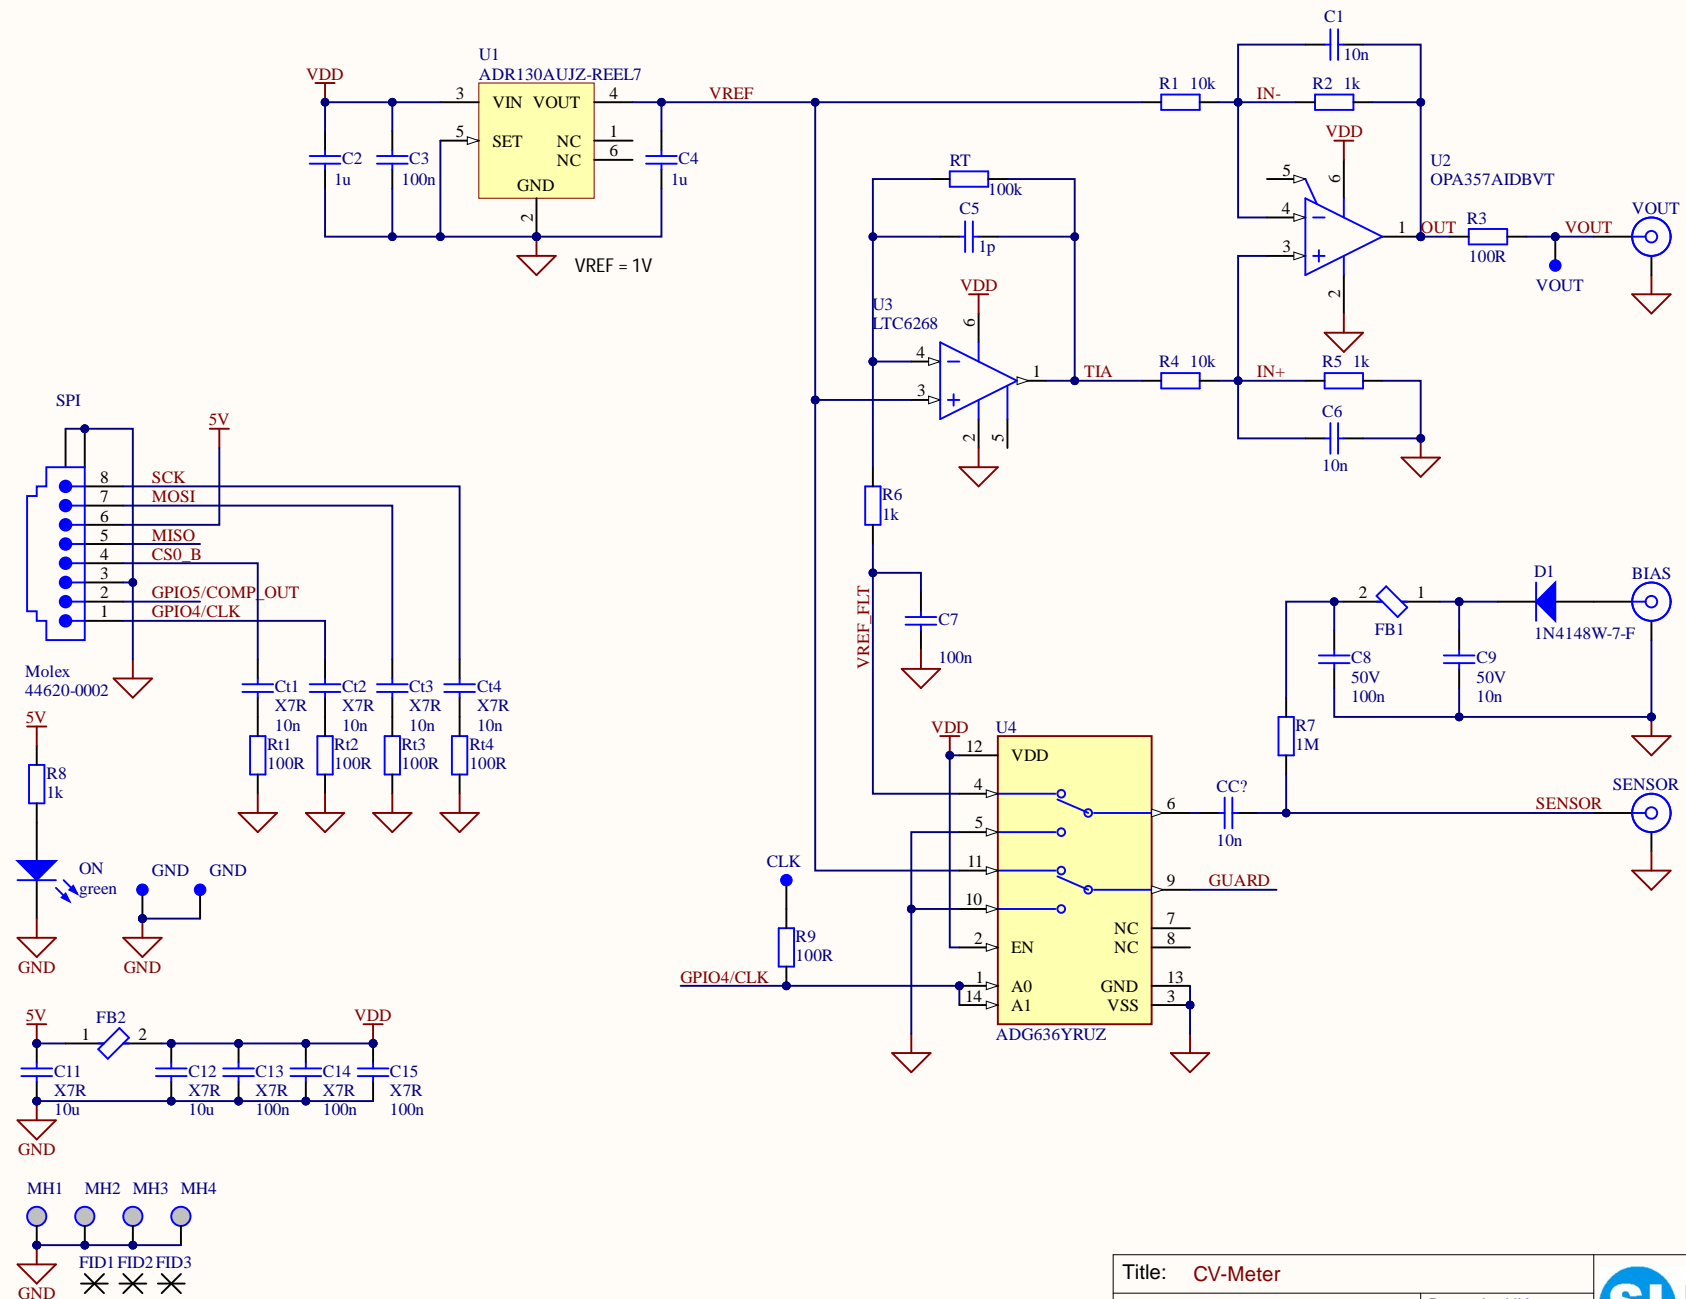 C1
10n
U1
ADR130AUJZ-REEL7
VDD
3 VIN VOUT 4
VREF
R1 10k
IN-
R2 1k
5 SET NC 1
NC 6
GND
2
C2
1u
C3
100n
C4
1u
VREF = 1V
RT
100k
C5
1p
VDD
5
6
4
3
2
1
U2
OPA357AIDBVT
OUT
R3
100R
VOUT
VOUT
VOUT
U3
LTC6268
VDD
6
4
3
2
5
1
TIA
R4 10k
IN+
R5 1k
C6
10n
SPI
5V
8 SCK
7 MOSI
6
5 MISO
4 CS0_B
3
2 GPIO5/COMP_OUT
1 GPIO4/CLK
Molex
44620-0002
R6
1k
VREF_FLT
C7
100n
D1
1N4148W-7-F
BIAS
2 1
FB1
C8
50V
100n
C9
50V
10n
R7
1M
Ct1
X7R
10n
Rt1
100R
Ct2
X7R
10n
Rt2
100R
Ct3
X7R
10n
Rt3
100R
Ct4
X7R
10n
Rt4
100R
5V
R8
1k
ON
green
GND
GND
GND
GND
VDD
U4
12 VDD
4
5
11
10
2 EN
1 A0
14 A1
6
9
NC 7
NC 8
GND 13
VSS 3
ADG636YRUZ
CC?
10n
SENSOR
SENSOR
GUARD
CLK
R9
100R
GPIO4/CLK
5V
1 FB2 2
VDD
C11
X7R
10u
C12
X7R
10u
C13
X7R
100n
C14
X7R
100n
C15
X7R
100n
GND
MH1 MH2 MH3 MH4
FID1 FID2 FID3
GND
Title: CV-Meter